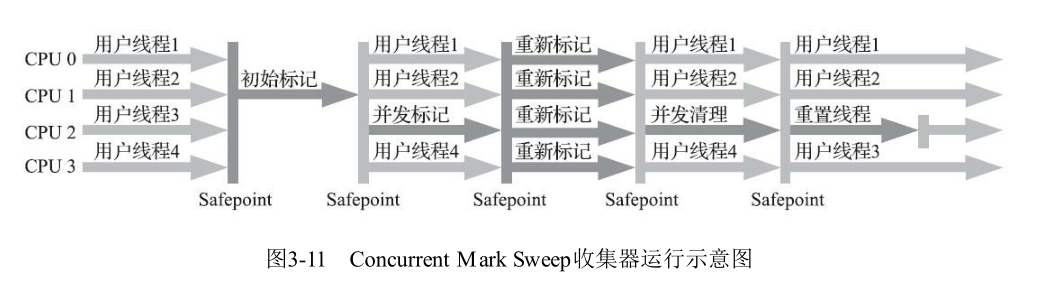 CPU 0 用户线程1 用户线程1 重新标记 用户线程1 用户线程1
初始标记
CPU 1 用户线程2 用户线程2 重新标记 用户线程2 用户线程2
CPU 2 用户线程3 并发标记 重新标记 并发清理 重置线程
CPU 3 用户线程4 用户线程4 重新标记 用户线程4 用户线程3
Safepoint Safepoint Safepoint Safepoint Safepoint
图3-11 Concurrent Mark Sweep收集器运行示意图